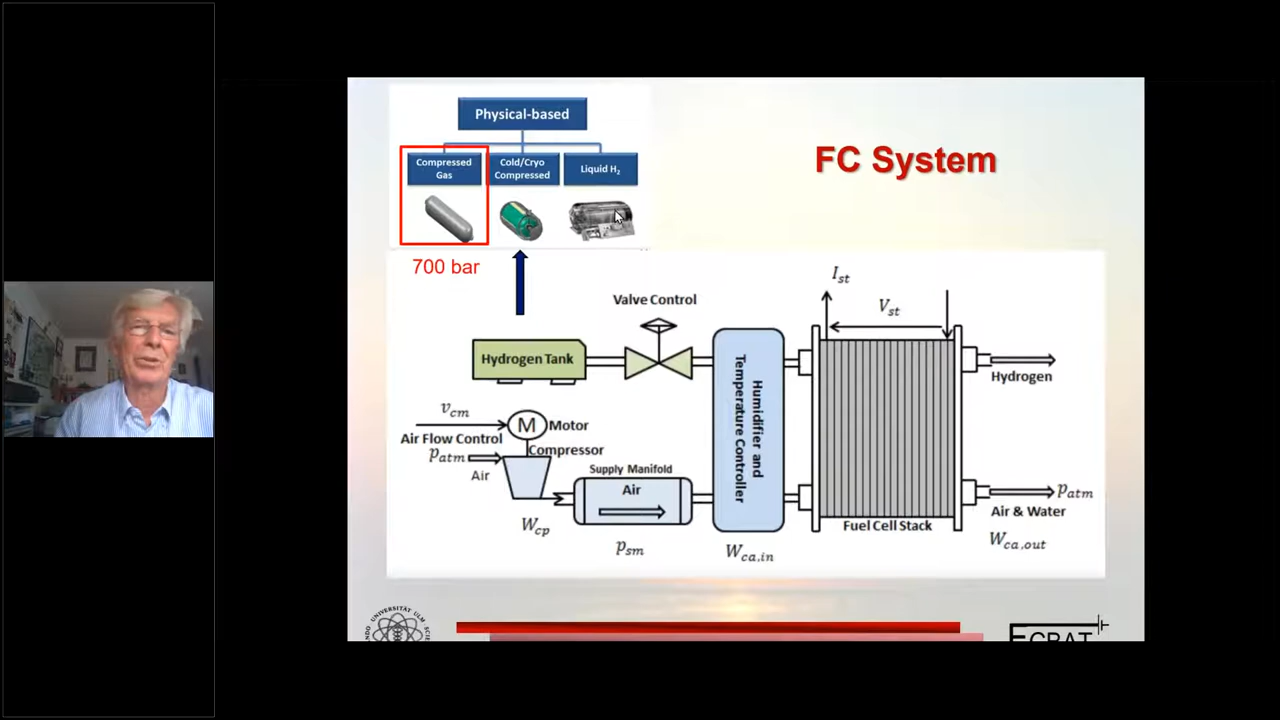 Physical-based
FC System
Compressed
Gas
Cold/Cryo
Compressed
Liquid H₂
700 bar
I_st
Valve Control
V_st
Hydrogen Tank
Humidifier and
Temperature Controller
Hydrogen
v_cm
M
Motor
Air Flow Control
Compressor
p_atm
Air
Supply Manifold
Air
p_atm
Air & Water
Fuel Cell Stack
W_cp
p_sm
W_ca,in
W_ca,out
UNIVERSITÄT ULM